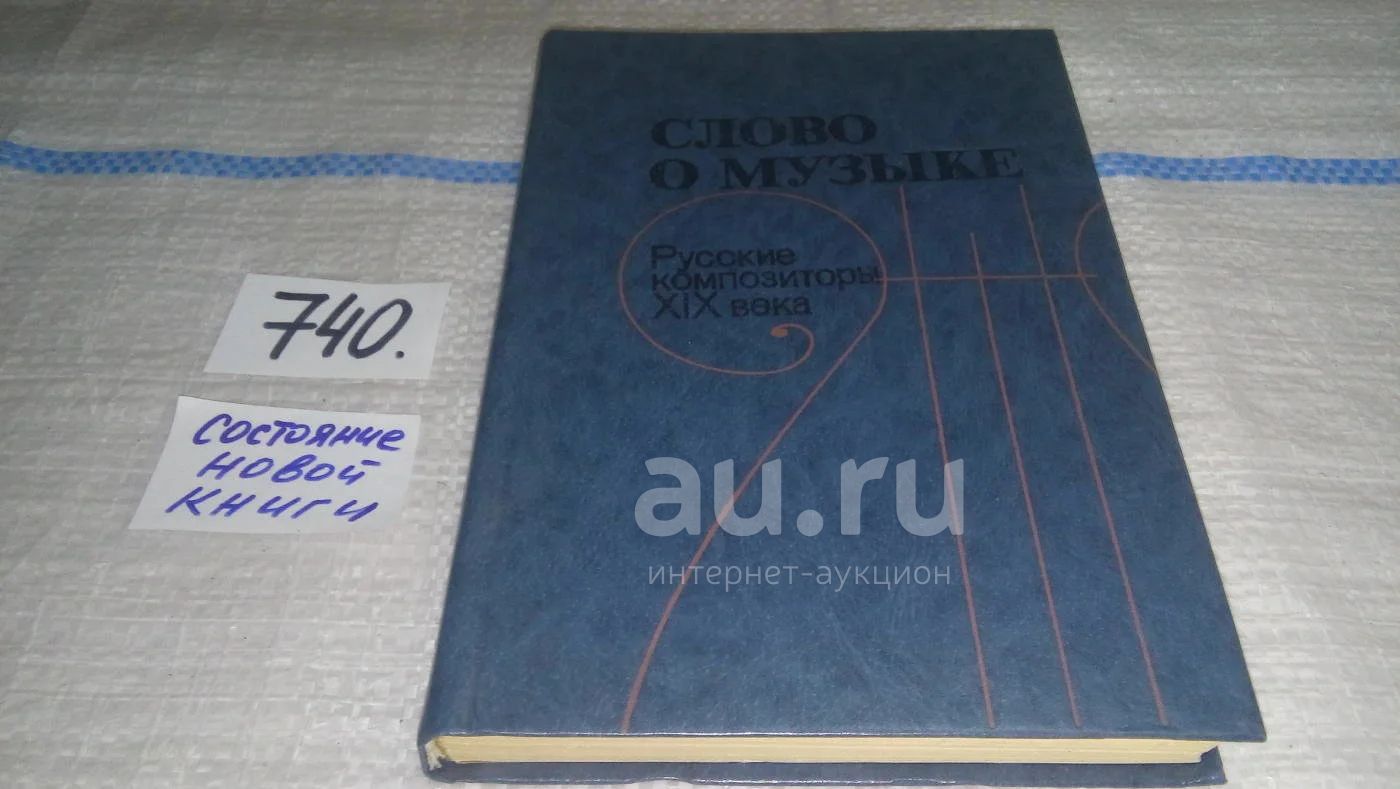 СЛОВО
О МУЗЫКЕ
Русские
композиторы
XIX века
740.
Состояние
новой
книги
au.ru
интернет-аукцион